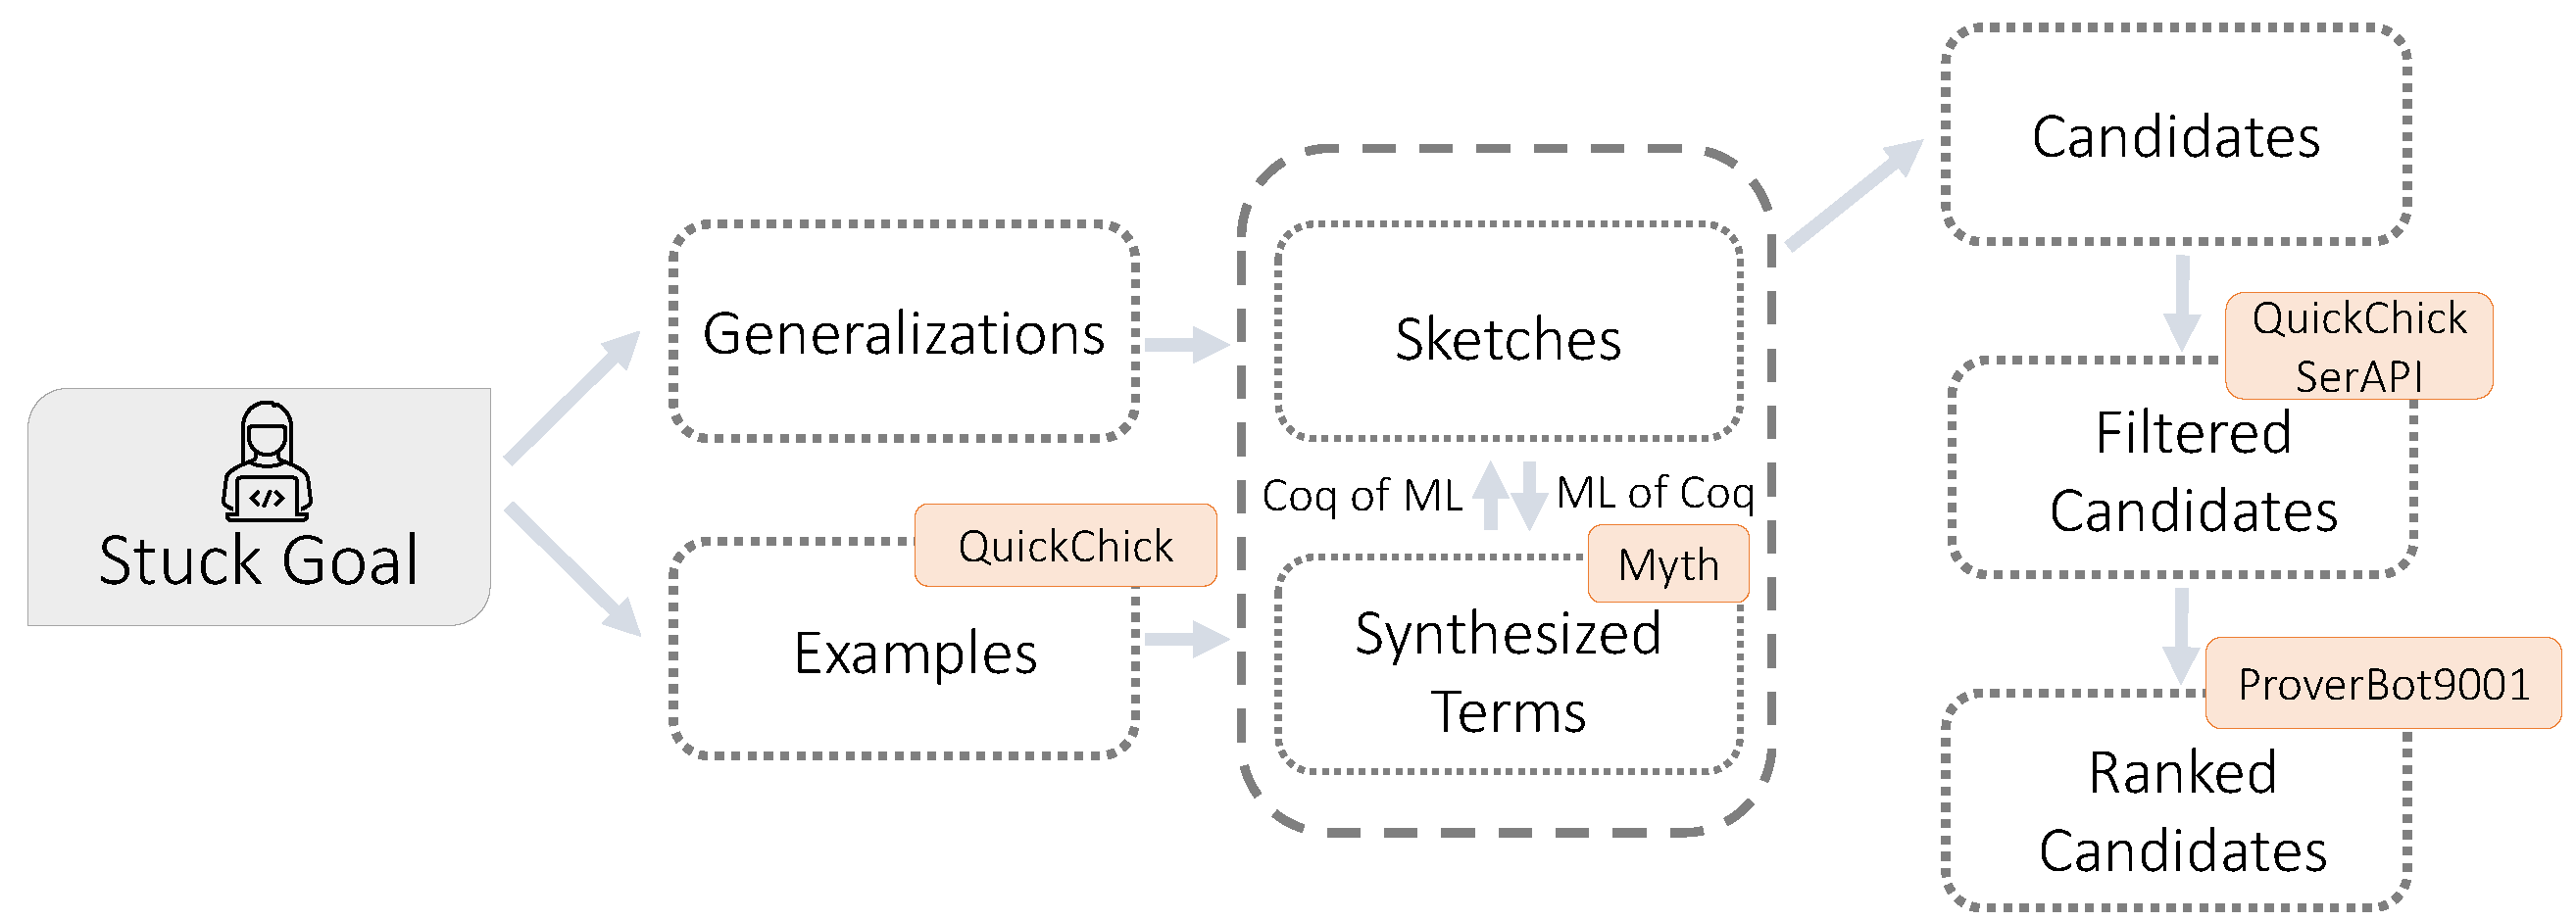 </>
Stuck Goal
Generalizations
QuickChick
Examples
Sketches
Coq of ML
ML of Coq
Myth
Synthesized
Terms
Candidates
QuickChick
SerAPI
Filtered
Candidates
ProverBot9001
Ranked
Candidates